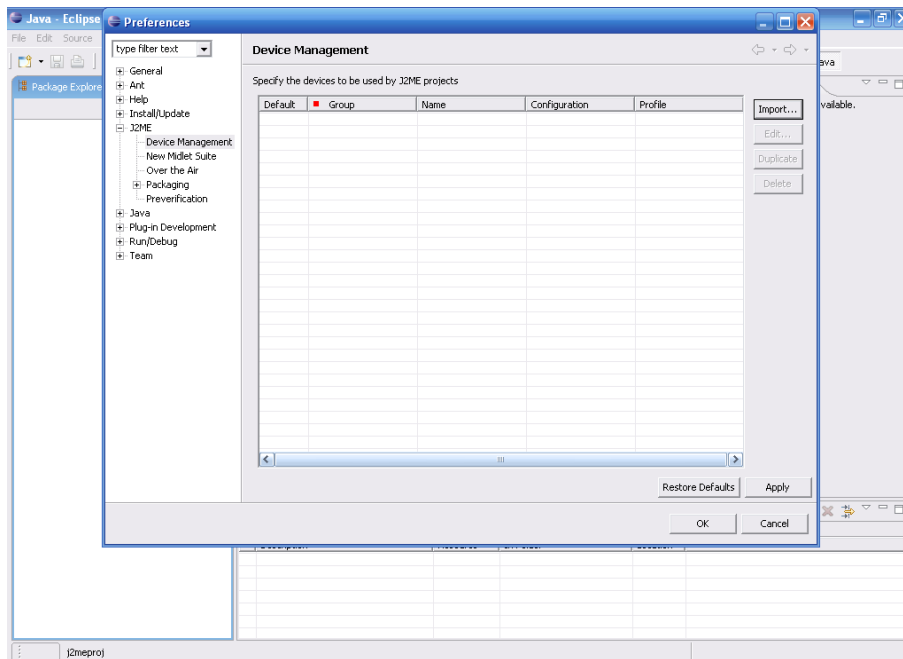 Java - Eclipse
Preferences
File Edit Source
type filter text
Device Management
Java
General
Ant
Help
Install/Update
J2ME
Device Management
New Midlet Suite
Over the Air
Packaging
Preverification
Java
Plug-in Development
Run/Debug
Team
Package Explore
Specify the devices to be used by J2ME projects
vailable.
Default Group Name Configuration Profile
Import...
Edit...
Duplicate
Delete
Restore Defaults Apply
OK Cancel
j2meproj